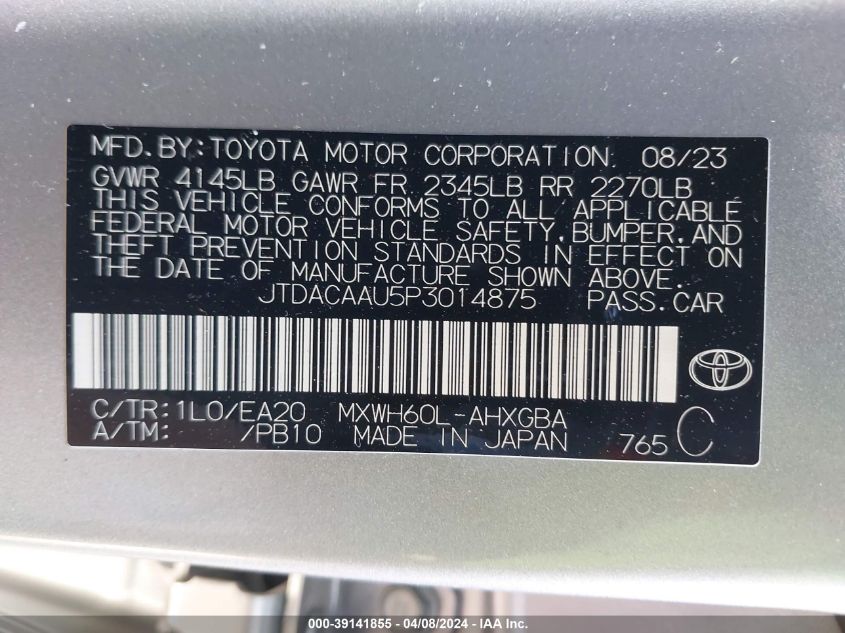 MFD.BY:TOYOTA MOTOR CORPORATION 08/23
GVWR 4145LB GAWR FR 2345LB RR 2270LB
THIS VEHICLE CONFORMS TO ALL APPLICABLE
FEDERAL MOTOR VEHICLE SAFETY,BUMPER,AND
THEFT PREVENTION STANDARDS IN EFFECT ON
THE DATE OF MANUFACTURE SHOWN ABOVE.
JTDACAAU5P3014875 PASS.CAR
C/TR:1L0/EA20 MXWH60L-AHXGBA
A/TM: /PB10 MADE IN JAPAN 765 C
000-39141855 - 04/08/2024 - IAA Inc.